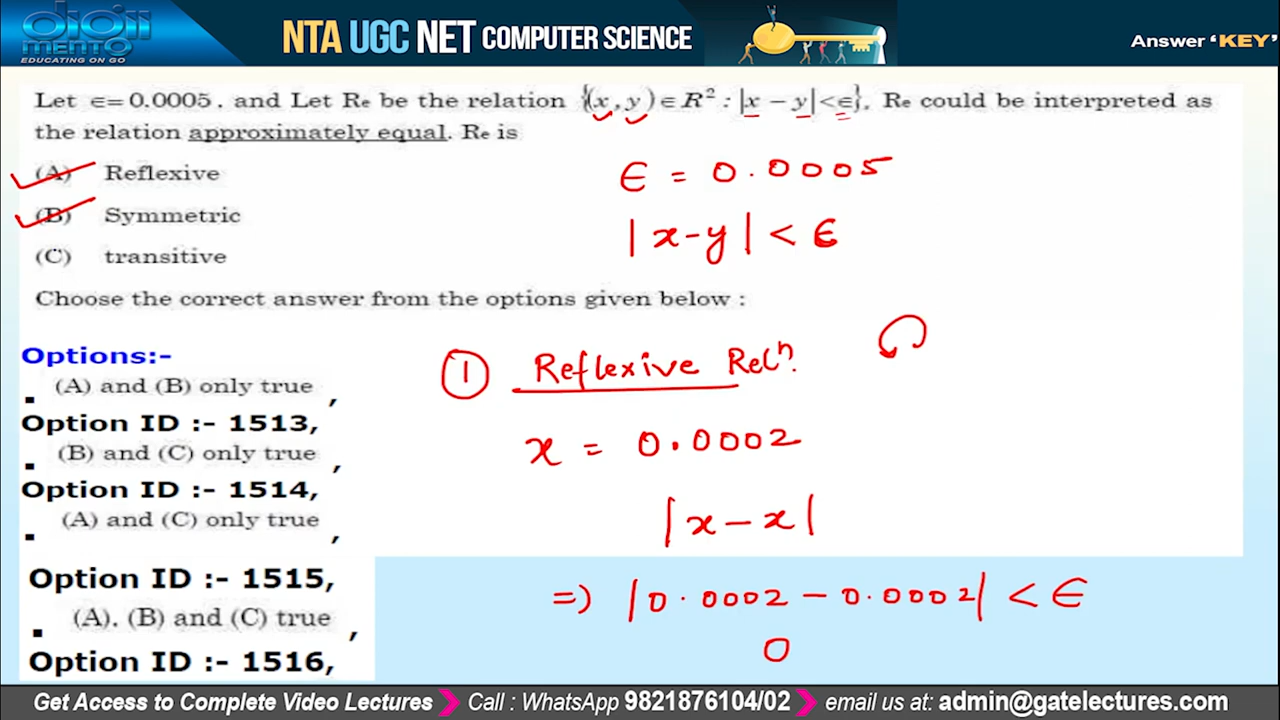 didii
MENTO
EDUCATING ON GO
NTA UGC NET COMPUTER SCIENCE
Answer ‘KEY’
Let ∈= 0.0005. and Let Re be the relation {(x, y) ∈ R² : |x − y| <∈}, Re could be interpreted as
the relation approximately equal. Re is
(A) Reflexive
(B) Symmetric
(C) transitive
Choose the correct answer from the options given below :
∈ = 0.0005
|x-y| < ∈
Options:-
(A) and (B) only true ,
Option ID :- 1513,
(B) and (C) only true ,
Option ID :- 1514,
(A) and (C) only true ,
Option ID :- 1515,
(A), (B) and (C) true ,
Option ID :- 1516,
① Reflexive Relⁿ.
x = 0.0002
|x-x|
=> |0.0002 - 0.0002| < ∈
0
Get Access to Complete Video Lectures Call : WhatsApp 9821876104/02 email us at: admin@gatelectures.com